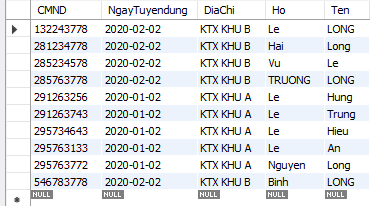 CMND NgayTuyendung DiaChi Ho Ten
132243778 2020-02-02 KTX KHU B Le LONG
281234778 2020-02-02 KTX KHU B Hai Long
285234578 2020-02-02 KTX KHU B Vu Le
285763778 2020-02-02 KTX KHU B TRUONG LONG
291263256 2020-01-02 KTX KHU A Le Hung
291263743 2020-01-02 KTX KHU A Le Trung
295734643 2020-01-02 KTX KHU A Le Hieu
295763133 2020-01-02 KTX KHU A Le An
295763772 2020-01-02 KTX KHU A Nguyen Long
546783778 2020-02-02 KTX KHU B Binh LONG
NULL NULL NULL NULL NULL